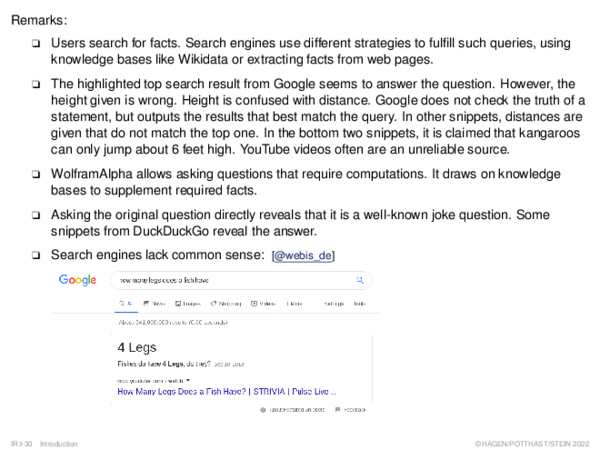 Remarks:
❑ Users search for facts. Search engines use different strategies to fulfill such queries, using
knowledge bases like Wikidata or extracting facts from web pages.
❑ The highlighted top search result from Google seems to answer the question. However, the
height given is wrong. Height is confused with distance. Google does not check the truth of a
statement, but outputs the results that best match the query. In other snippets, distances are
given that do not match the top one. In the bottom two snippets, it is claimed that kangaroos
can only jump about 6 feet high. YouTube videos often are an unreliable source.
❑ WolframAlpha allows asking questions that require computations. It draws on knowledge
bases to supplement required facts.
❑ Asking the original question directly reveals that it is a well-known joke question. Some
snippets from DuckDuckGo reveal the answer.
❑ Search engines lack common sense: [@webis_de]
Google how many legs does a fish have
All News Images Shopping Videos More Settings Tools
4 Legs
Fishes do have 4 Legs, do they?
www.youtube.com › watch
How Many Legs Does a Fish Have? | STRIVIA | Pulse Live ...
About Featured Snippets Feedback
IR:I-30 Introduction © HAGEN/POTTHAST/STEIN 2022